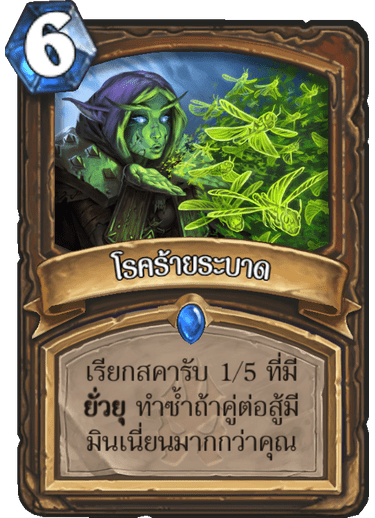 6
โรคร้ายระบาด
เรียกสคารับ 1/5 ที่มี
ยั่วยุ ทำซ้ำถ้าคู่ต่อสู้มี
มินเนี่ยนมากกว่าคุณ